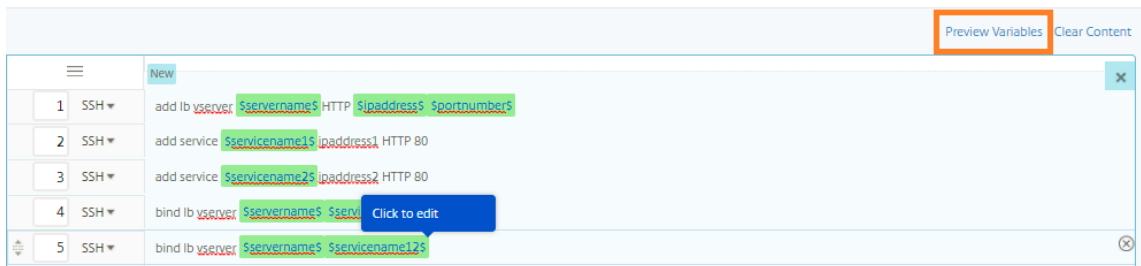 Preview Variables Clear Content
New
1 SSH add lb vserver $servername$ HTTP $ipaddress$ $portnumber$
2 SSH add service $servicename1$ ipaddress1 HTTP 80
3 SSH add service $servicename2$ ipaddress2 HTTP 80
4 SSH bind lb vserver $servername$ Click to edit
5 SSH bind lb vserver $servername$ $servicename12$